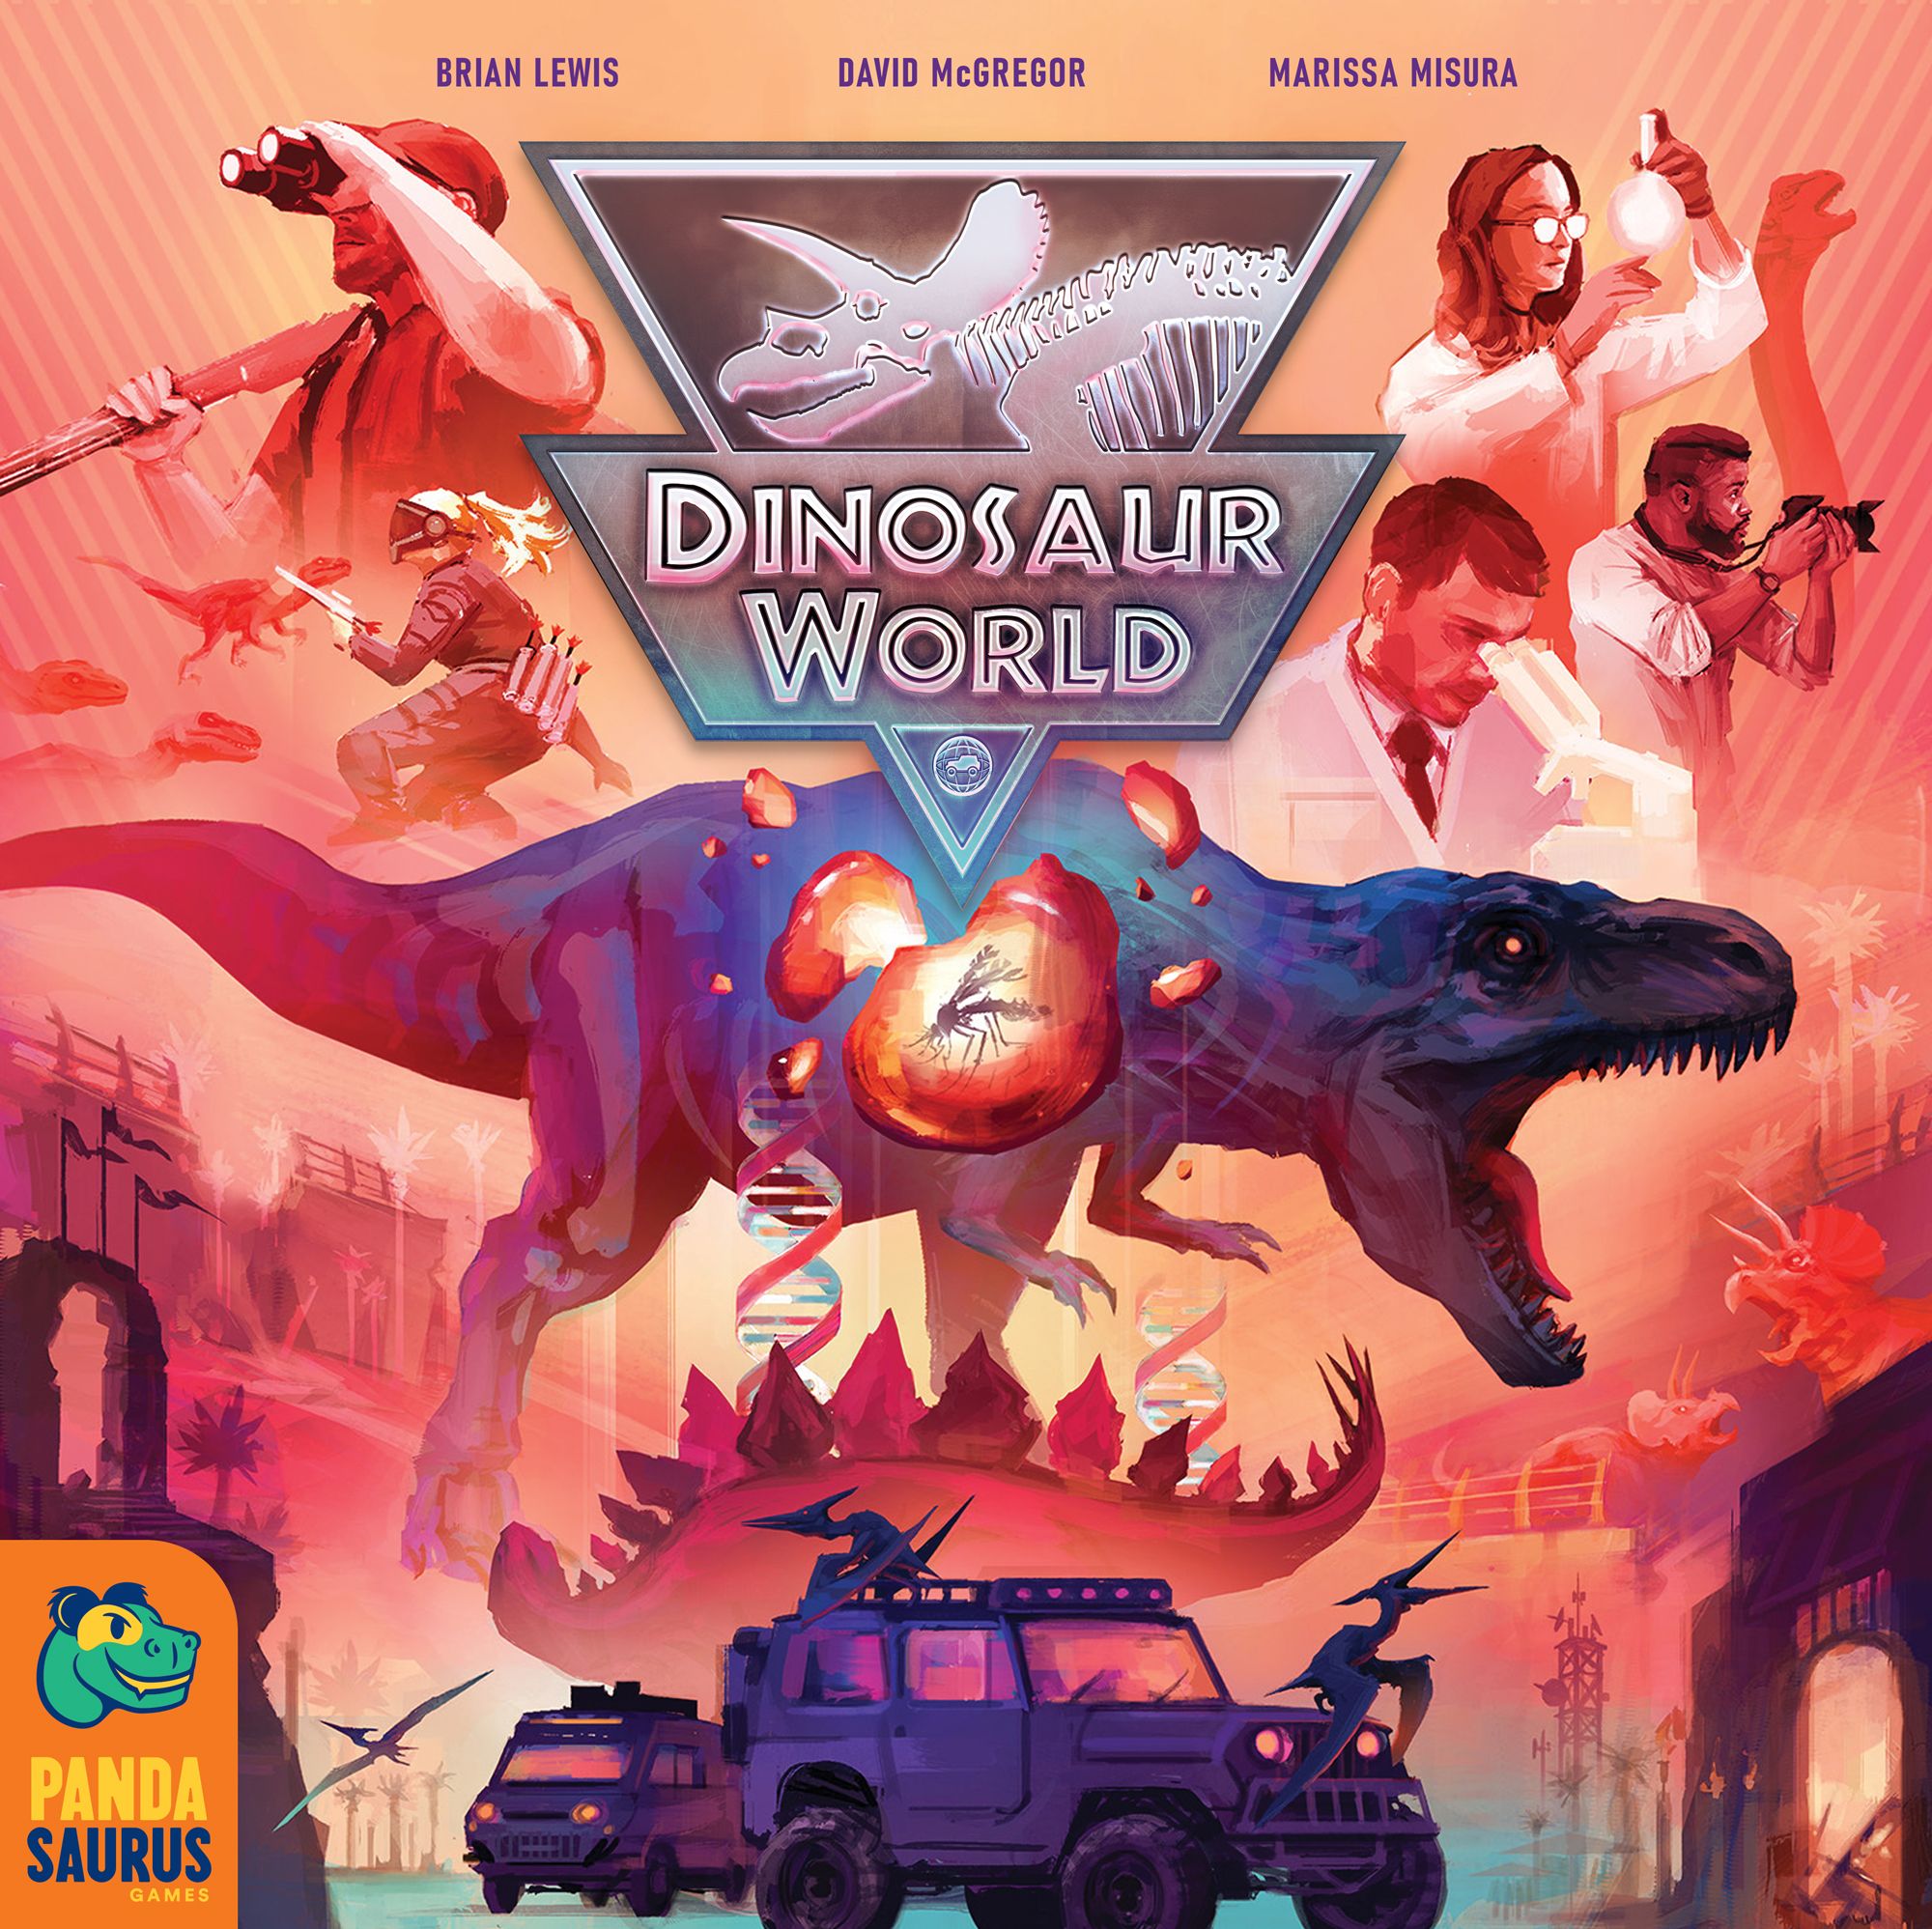 BRIAN LEWIS DAVID McGREGOR MARISSA MISURA
DINOSAUR
WORLD
PANDA
SAURUS
GAMES